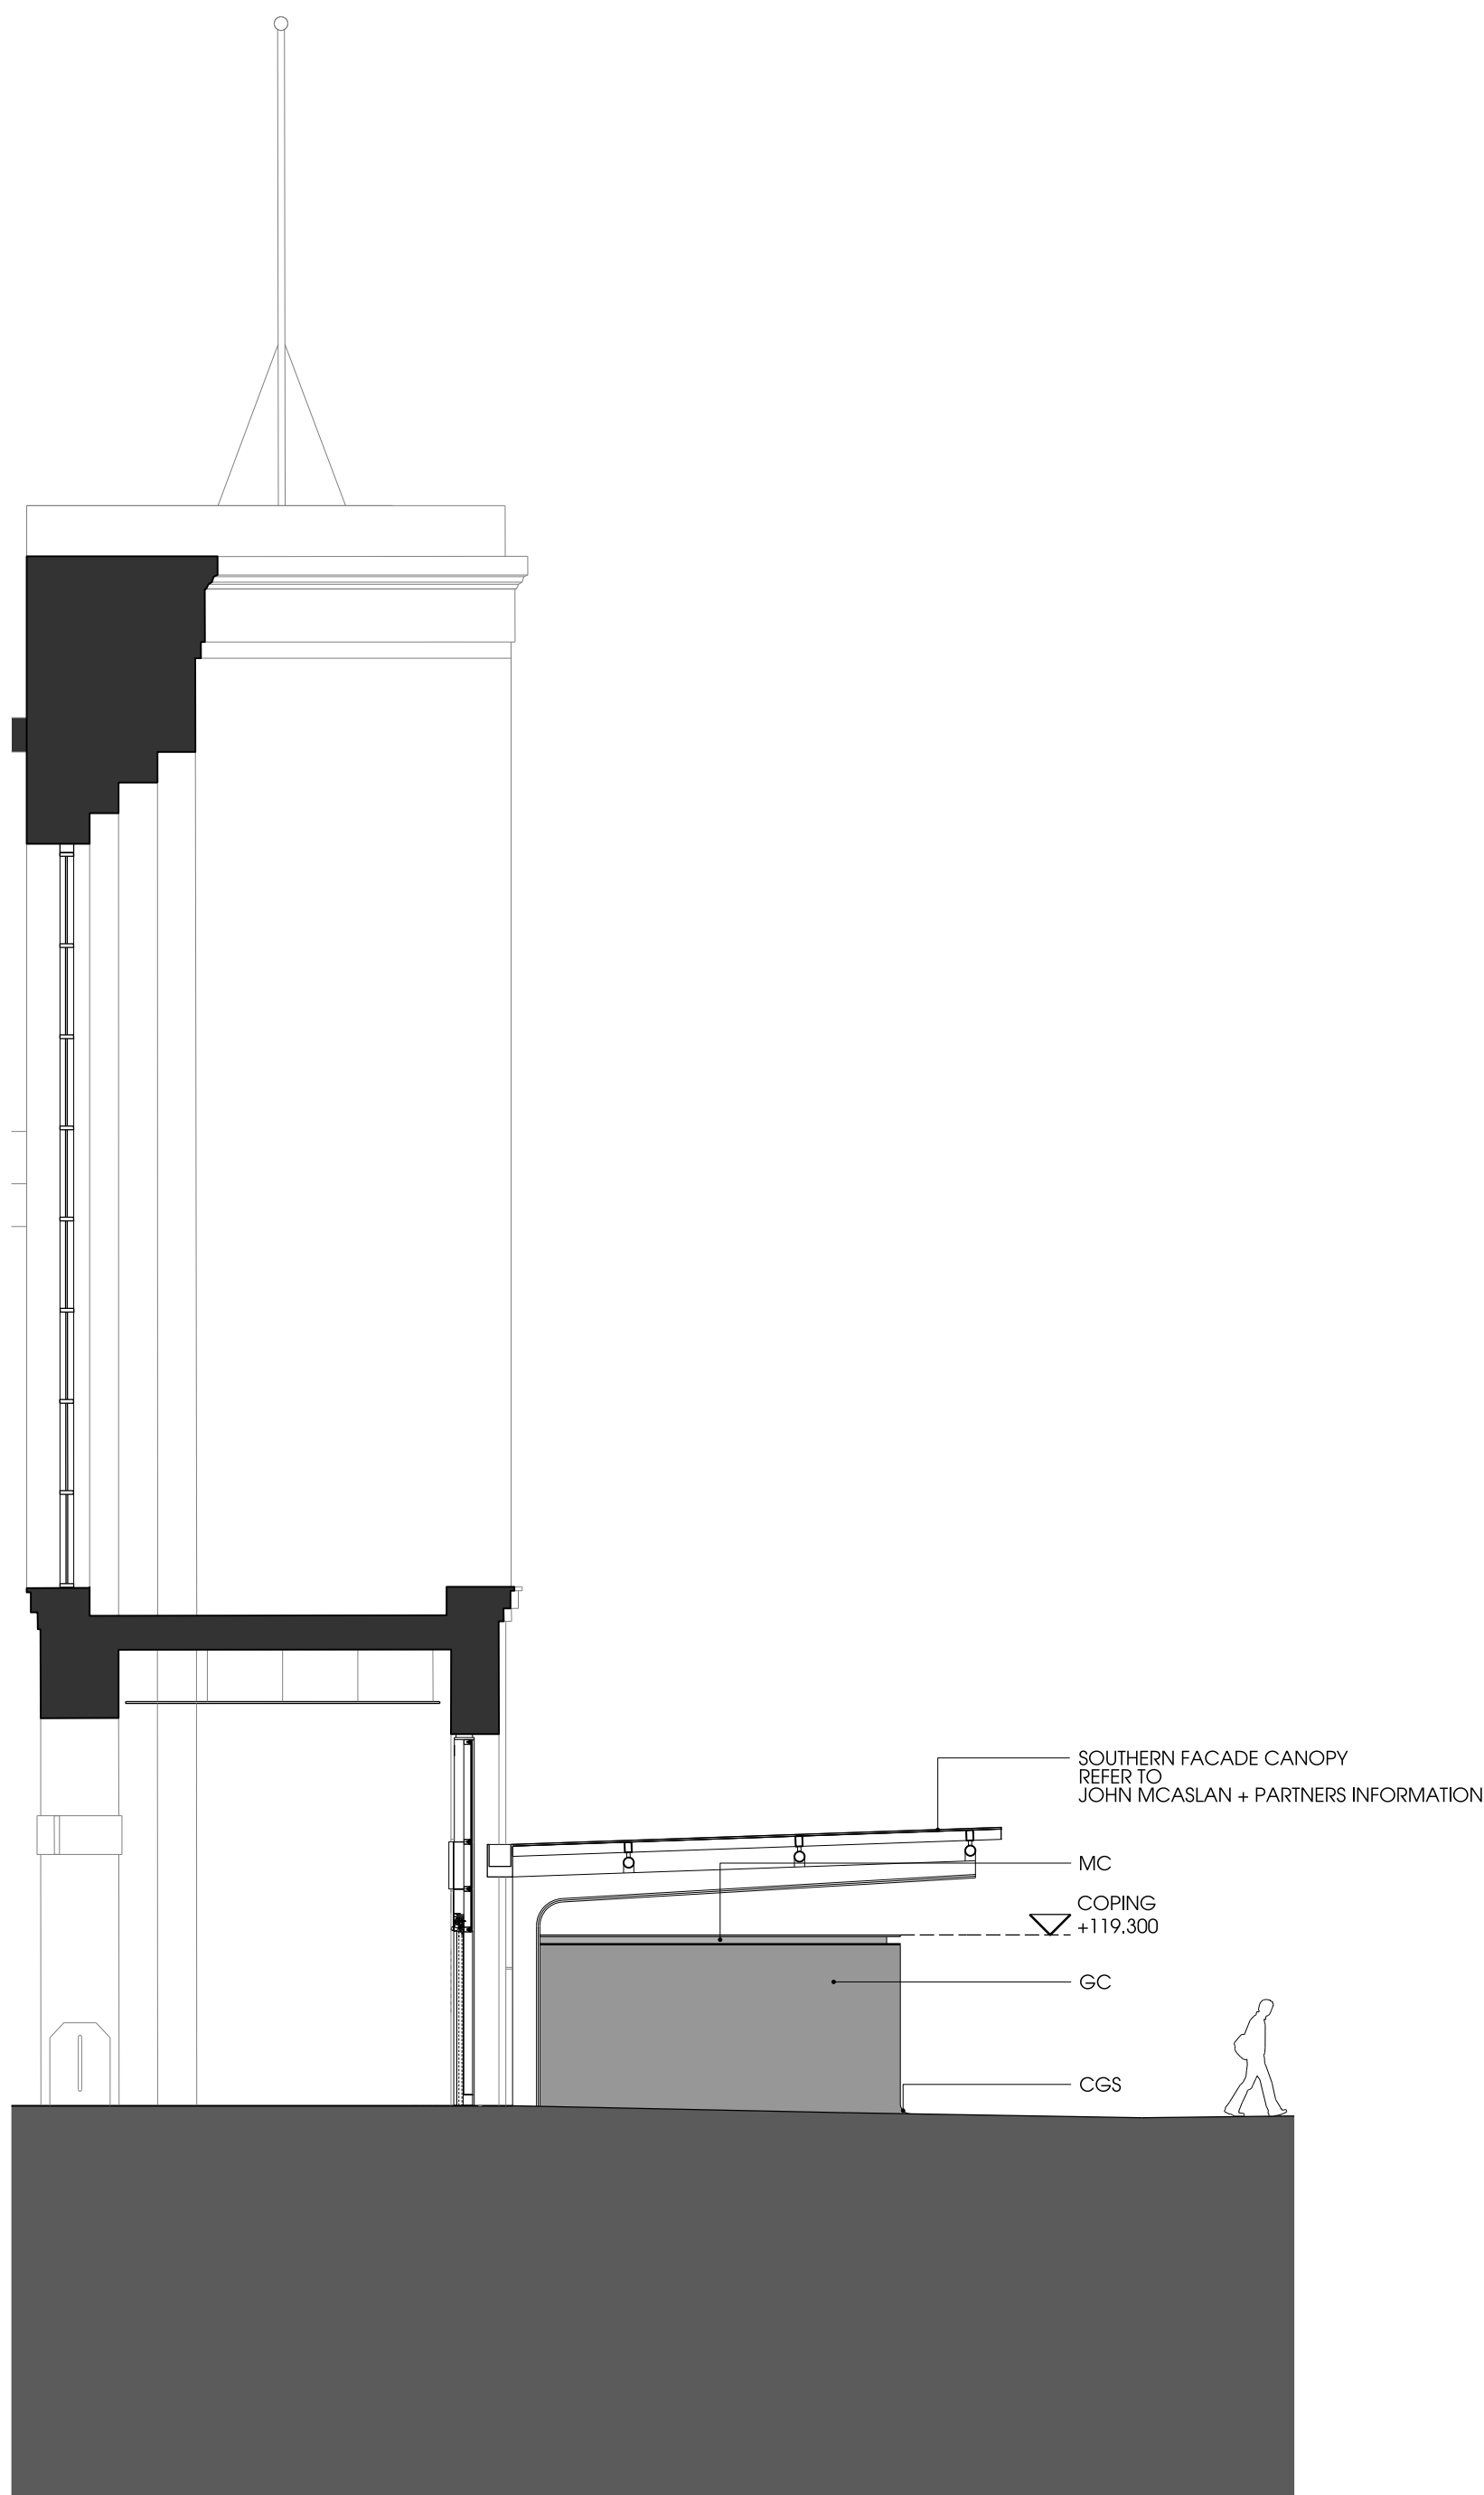 SOUTHERN FACADE CANOPY
REFER TO
JOHN MCASLAN + PARTNERS INFORMATION
MC
COPING
+119,300
GC
CGS